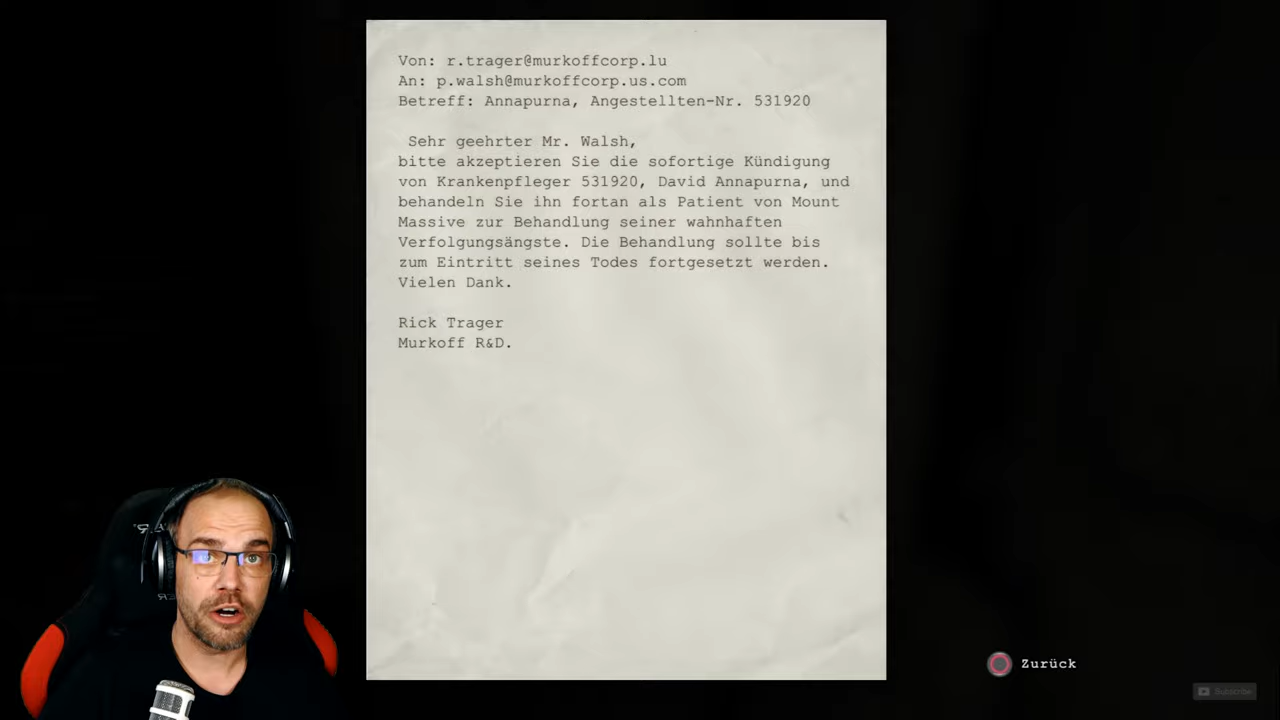 Von: r.trager@murkoffcorp.lu
An: p.walsh@murkoffcorp.us.com
Betreff: Annapurna, Angestellten-Nr. 531920
Sehr geehrter Mr. Walsh,
bitte akzeptieren Sie die sofortige Kündigung
von Krankenpfleger 531920, David Annapurna, und
behandeln Sie ihn fortan als Patient von Mount
Massive zur Behandlung seiner wahnhaften
Verfolgungsängste. Die Behandlung sollte bis
zum Eintritt seines Todes fortgesetzt werden.
Vielen Dank.
Rick Trager
Murkoff R&D.
Zurück
Subscribe